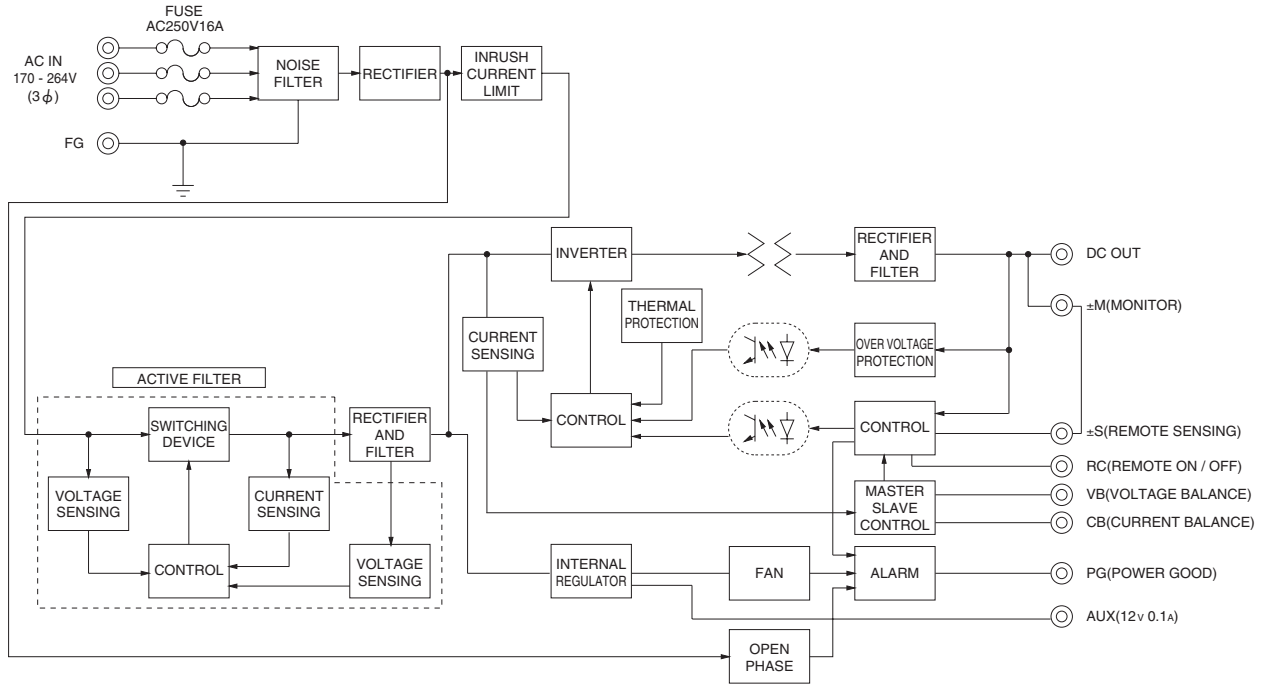 FUSE
AC250V16A
AC IN
170 - 264V
(3ϕ)
NOISE
FILTER
RECTIFIER
INRUSH
CURRENT
LIMIT
FG
INVERTER
RECTIFIER
AND
FILTER
DC OUT
THERMAL
PROTECTION
±M(MONITOR)
CURRENT
SENSING
OVER VOLTAGE
PROTECTION
ACTIVE FILTER
SWITCHING
DEVICE
RECTIFIER
AND
FILTER
CONTROL
CONTROL
±S(REMOTE SENSING)
RC(REMOTE ON / OFF)
VOLTAGE
SENSING
CURRENT
SENSING
MASTER
SLAVE
CONTROL
VB(VOLTAGE BALANCE)
CB(CURRENT BALANCE)
CONTROL
VOLTAGE
SENSING
INTERNAL
REGULATOR
FAN
ALARM
PG(POWER GOOD)
AUX(12V 0.1A)
OPEN
PHASE